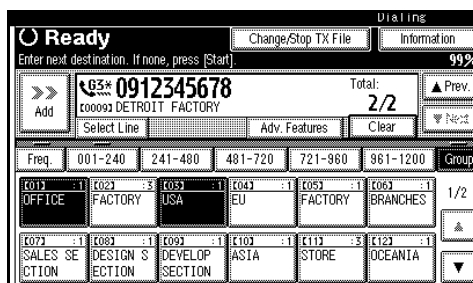 Dialing
Ready
Change/Stop TX File
Information
Enter next destination. If none, press [Start].
99%
Add
G3* 0912345678
[0009] DETROIT FACTORY
Total:
2/2
▲ Prev.
▼ Next
Select Line
Adv. Features
Clear
Freq.
001-240
241-480
481-720
721-960
961-1200
Group
[01] :1
OFFICE
[02] :3
FACTORY
[03] :1
USA
[04] :1
EU
[05] :1
FACTORY
[06] :1
BRANCHES
1/2
[07] :1
SALES SE
CTION
[08] :1
DESIGN S
ECTION
[09] :1
DEVELOP
SECTION
[10] :1
ASIA
[11] :3
STORE
[12] :1
OCEANIA
▲
▼